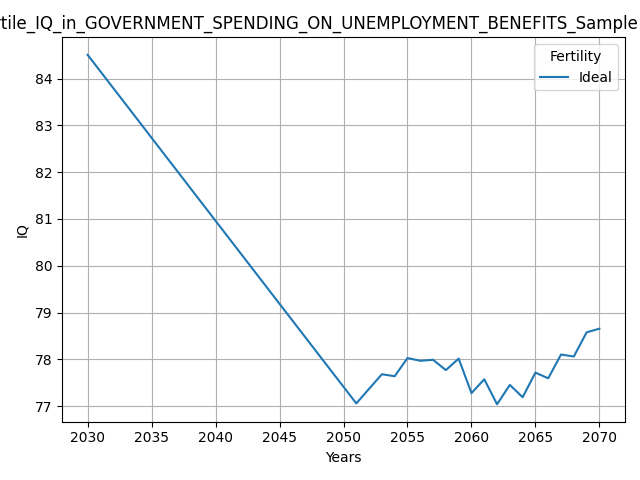 rtile_IQ_in_GOVERNMENT_SPENDING_ON_UNEMPLOYMENT_BENEFITS_Sample
Fertility
Ideal
84
83
82
81
80
79
78
77
IQ
2030 2035 2040 2045 2050 2055 2060 2065 2070
Years